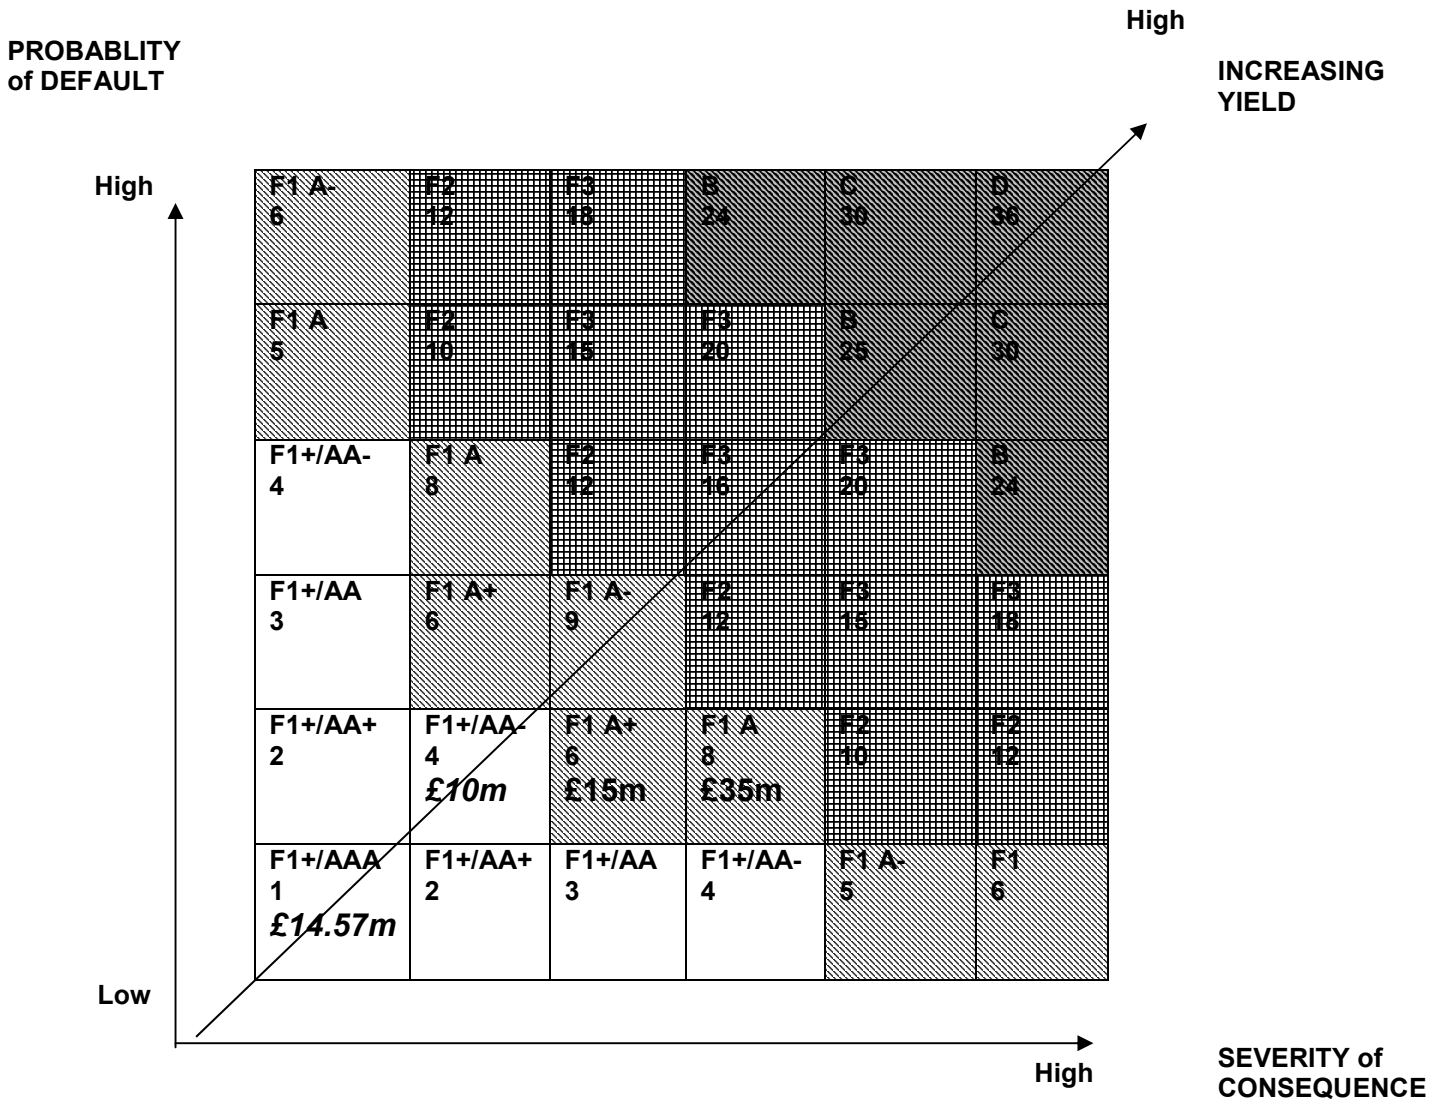 High
PROBABLITY
of DEFAULT
INCREASING
YIELD
High
F1 A-
6
F2
12
F3
18
B
24
C
30
D
36
F1 A
5
F2
10
F3
15
F3
20
B
25
C
30
F1+/AA-
4
F1 A
8
F2
12
F3
16
F3
20
B
24
F1+/AA
3
F1 A+
6
F1 A-
9
F2
12
F3
15
F3
18
F1+/AA+
2
F1+/AA-
4
£10m
F1 A+
6
£15m
F1 A
8
£35m
F2
10
F2
12
F1+/AAA
1
£14.57m
F1+/AA+
2
F1+/AA
3
F1+/AA-
4
F1 A-
5
F1
6
Low
High
SEVERITY of
CONSEQUENCE